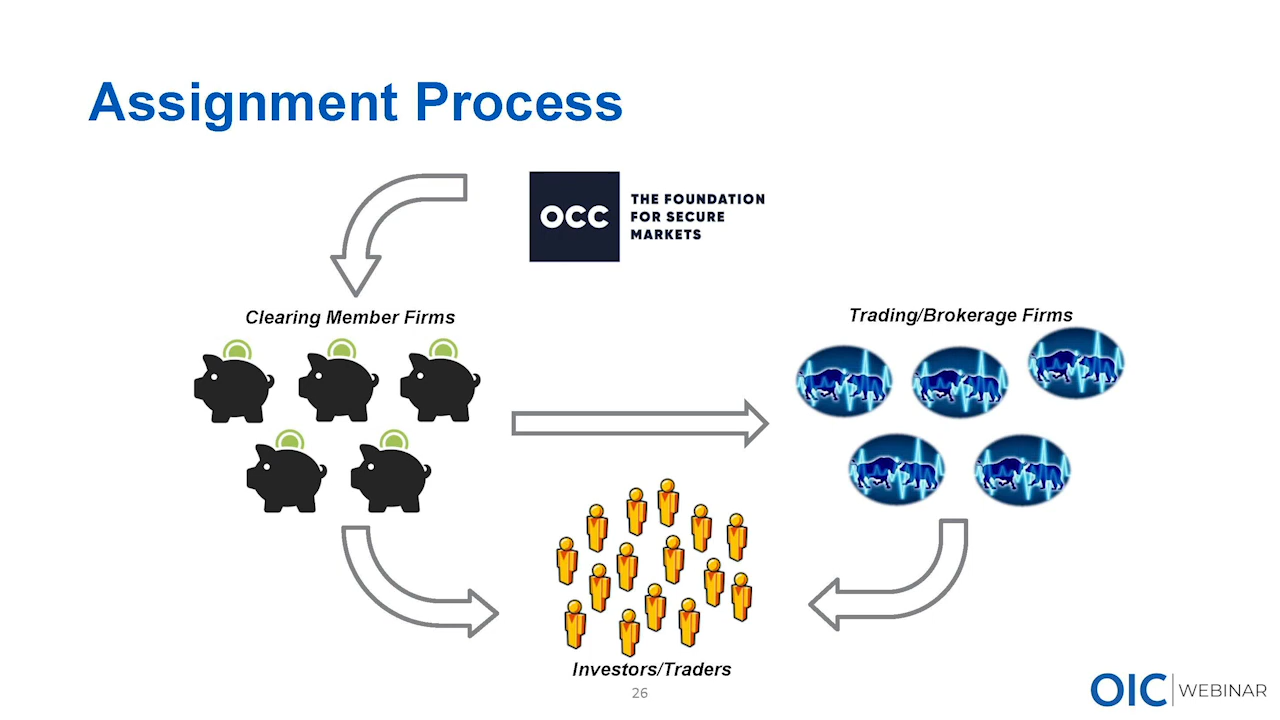 Assignment Process
OCC
THE FOUNDATION
FOR SECURE
MARKETS
Clearing Member Firms
Trading/Brokerage Firms
Investors/Traders
26
OIC WEBINAR